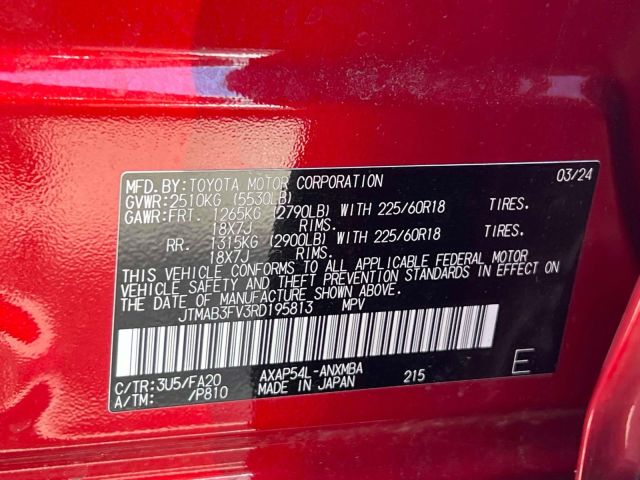 MFD.BY:TOYOTA MOTOR CORPORATION 03/24
GVWR:2510KG (5530LB)
GAWR:FRT. 1265KG (2790LB) WITH 225/60R18 TIRES.
18X7J RIMS.
RR. 1315KG (2900LB) WITH 225/60R18 TIRES.
18X7J RIMS.
THIS VEHICLE CONFORMS TO ALL APPLICABLE FEDERAL MOTOR
VEHICLE SAFETY AND THEFT PREVENTION STANDARDS IN EFFECT ON
THE DATE OF MANUFACTURE SHOWN ABOVE.
JTMAB3FV3RD195813 MPV
C/TR:3U5/FA20 AXAP54L-ANXMBA E
A/TM: /P810 MADE IN JAPAN 215